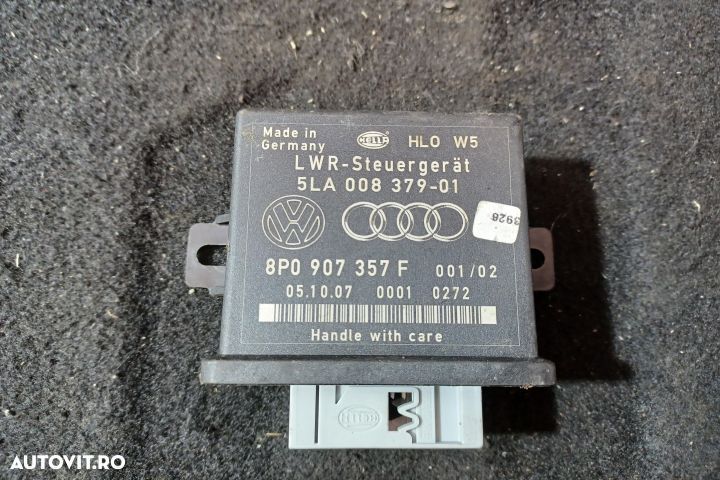 Made in
Germany
HELLA
HLO W5
LWR-Steuergerät
5LA 008 379-01
3928
8P0 907 357 F 001/02
05.10.07 0001 0272
Handle with care
HELLA
AUTOVIT.RO